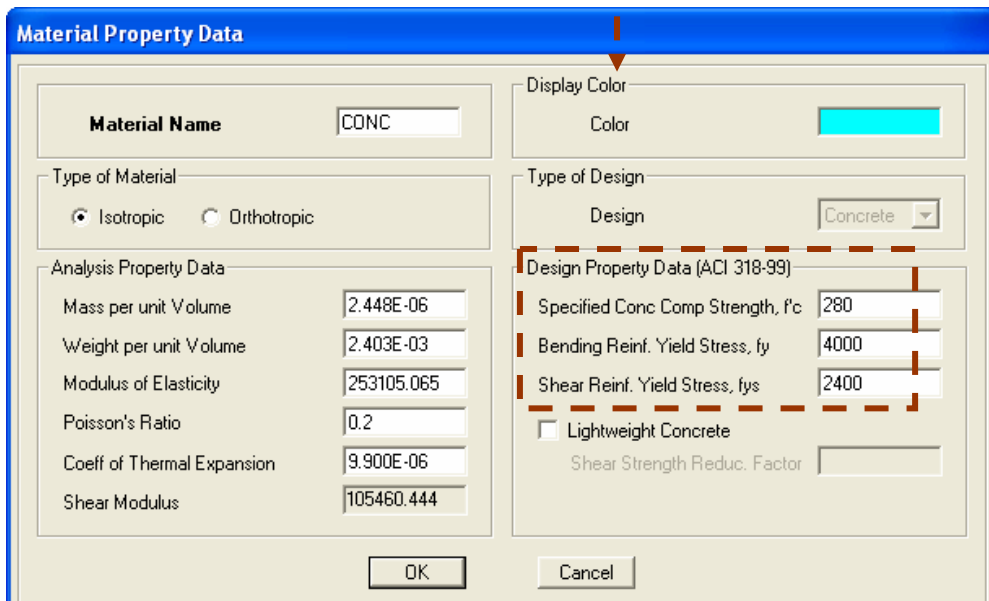 Material Property Data
Material Name CONC
Display Color
Color
Type of Material
Isotropic Orthotropic
Type of Design
Design Concrete
Analysis Property Data
Mass per unit Volume 2.448E-06
Weight per unit Volume 2.403E-03
Modulus of Elasticity 253105.065
Poisson's Ratio 0.2
Coeff of Thermal Expansion 9.900E-06
Shear Modulus 105460.444
Design Property Data (ACI 318-99)
Specified Conc Comp Strength, f'c 280
Bending Reinf. Yield Stress, fy 4000
Shear Reinf. Yield Stress, fys 2400
Lightweight Concrete
Shear Strength Reduc. Factor
OK Cancel